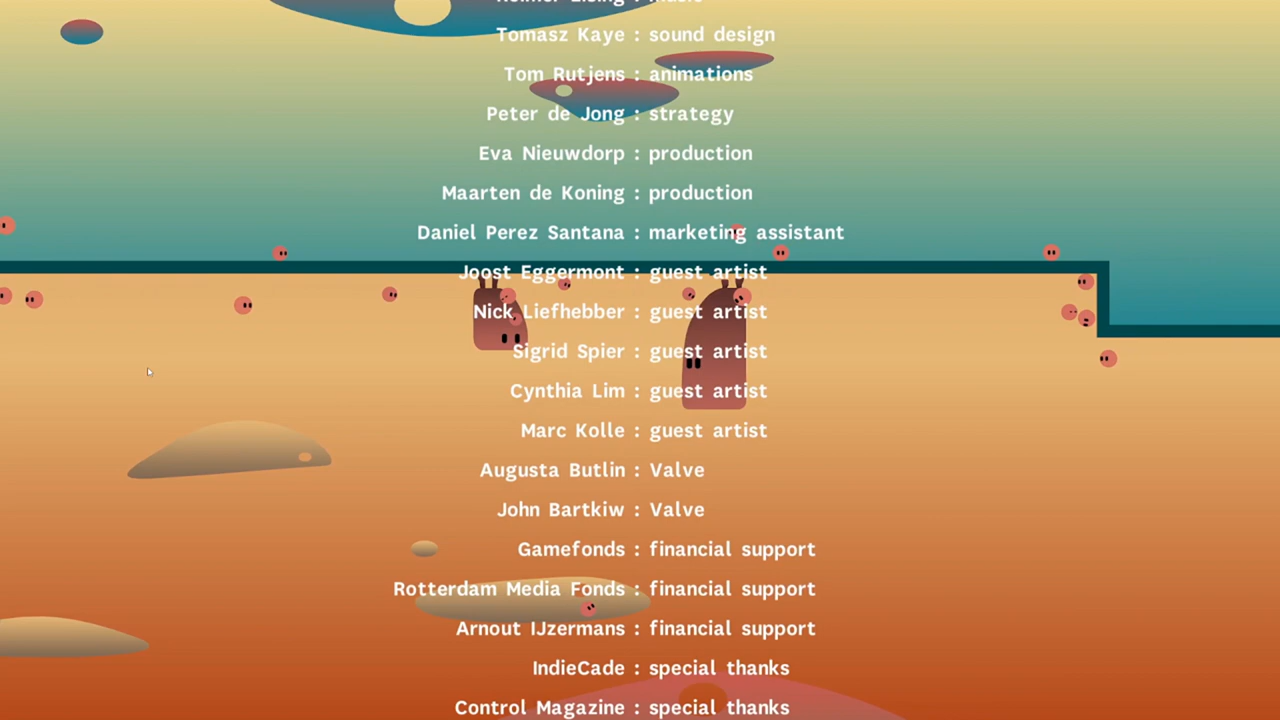 Tomasz Kaye : sound design
Tom Rutjens : animations
Peter de Jong : strategy
Eva Nieuwdorp : production
Maarten de Koning : production
Daniel Perez Santana : marketing assistant
Joost Eggermont : guest artist
Nick Liefhebber : guest artist
Sigrid Spier : guest artist
Cynthia Lim : guest artist
Marc Kolle : guest artist
Augusta Butlin : Valve
John Bartkiw : Valve
Gamefonds : financial support
Rotterdam Media Fonds : financial support
Arnout IJzermans : financial support
IndieCade : special thanks
Control Magazine : special thanks